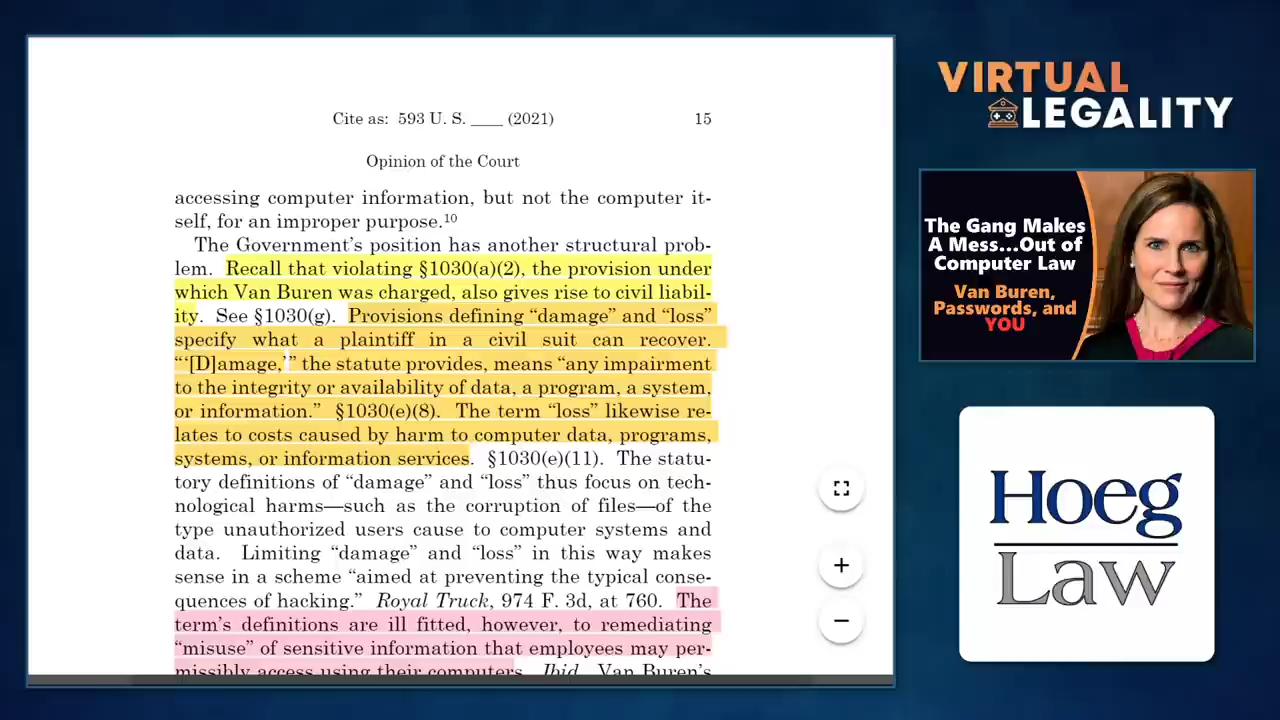 Cite as: 593 U. S. ____ (2021)
15
Opinion of the Court
accessing computer information, but not the computer it-
self, for an improper purpose.¹⁰
The Government’s position has another structural prob-
lem. Recall that violating §1030(a)(2), the provision under
which Van Buren was charged, also gives rise to civil liabil-
ity. See §1030(g). Provisions defining “damage” and “loss”
specify what a plaintiff in a civil suit can recover.
“‘[D]amage,’” the statute provides, means “any impairment
to the integrity or availability of data, a program, a system,
or information.” §1030(e)(8). The term “loss” likewise re-
lates to costs caused by harm to computer data, programs,
systems, or information services. §1030(e)(11). The statu-
tory definitions of “damage” and “loss” thus focus on tech-
nological harms—such as the corruption of files—of the
type unauthorized users cause to computer systems and
data. Limiting “damage” and “loss” in this way makes
sense in a scheme “aimed at preventing the typical conse-
quences of hacking.” Royal Truck, 974 F. 3d, at 760. The
term’s definitions are ill fitted, however, to remediating
“misuse” of sensitive information that employees may per-
missibly access using their computers. Ibid. Van Buren’s
VIRTUAL
LEGALITY
The Gang Makes
A Mess...Out of
Computer Law
Van Buren,
Passwords, and
YOU
Hoeg
Law